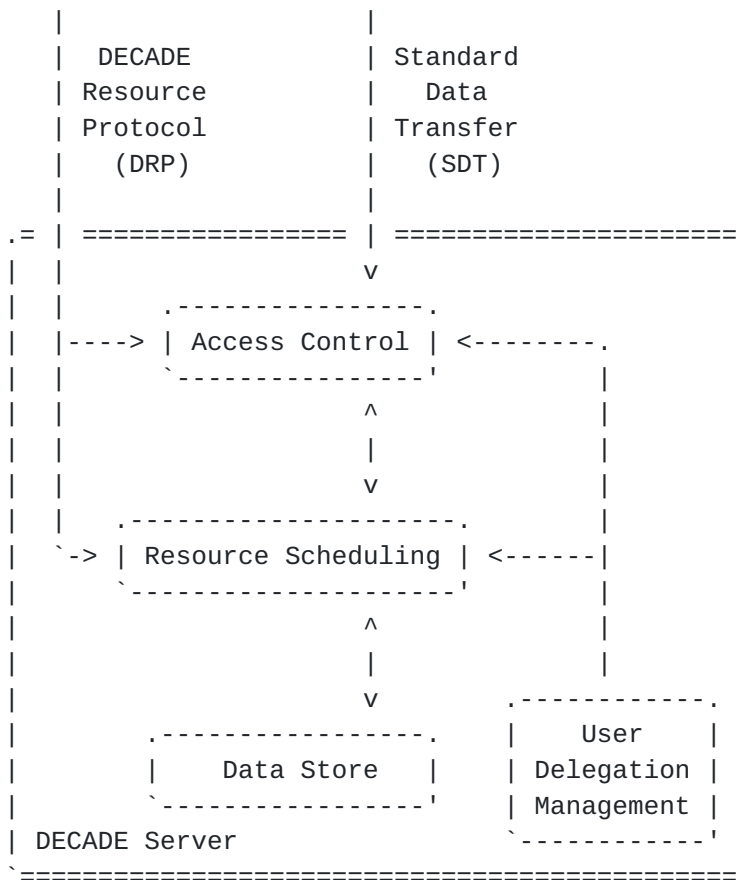 DECADE Standard
Resource Data
Protocol Transfer
(DRP) (SDT)
Access Control
Resource Scheduling
User
Data Store Delegation
Management
DECADE Server